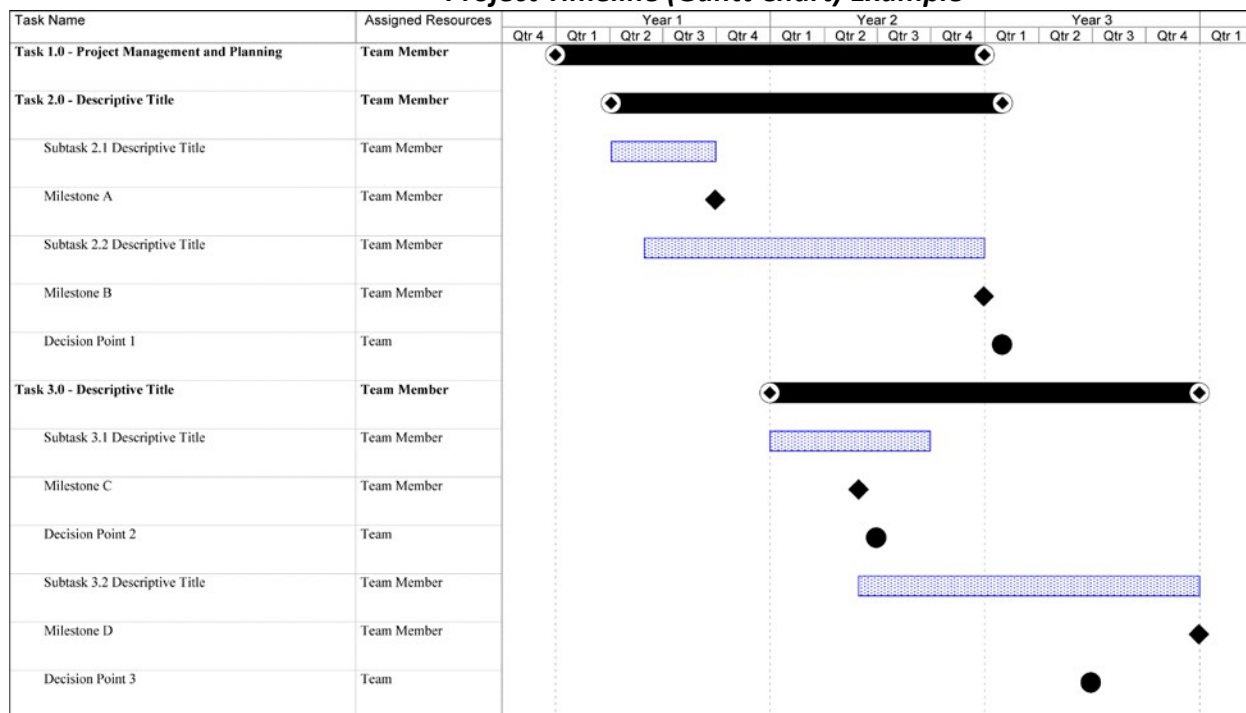 Project Timeline (Gantt Chart) Example
Task Name Assigned Resources Year 1 Year 2 Year 3
Qtr 4 Qtr 1 Qtr 2 Qtr 3 Qtr 4 Qtr 1 Qtr 2 Qtr 3 Qtr 4 Qtr 1 Qtr 2 Qtr 3 Qtr 4 Qtr 1
Task 1.0 - Project Management and Planning Team Member
Task 2.0 - Descriptive Title Team Member
Subtask 2.1 Descriptive Title Team Member
Milestone A Team Member
Subtask 2.2 Descriptive Title Team Member
Milestone B Team Member
Decision Point 1 Team
Task 3.0 - Descriptive Title Team Member
Subtask 3.1 Descriptive Title Team Member
Milestone C Team Member
Decision Point 2 Team
Subtask 3.2 Descriptive Title Team Member
Milestone D Team Member
Decision Point 3 Team